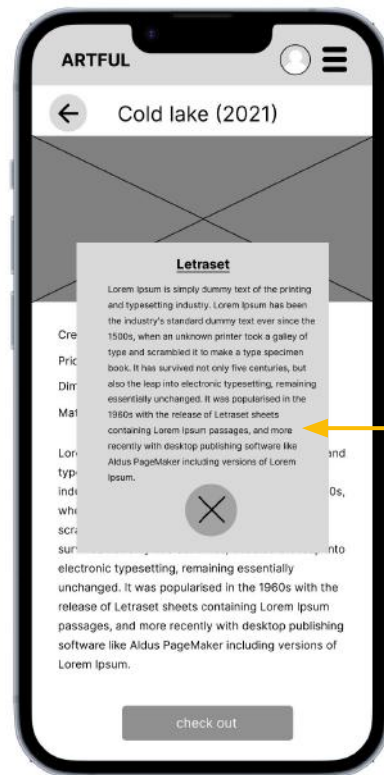 ARTFUL
Cold lake (2021)
Letraset
Lorem Ipsum is simply dummy text of the printing
and typesetting industry. Lorem Ipsum has been
the industry's standard dummy text ever since the
1500s, when an unknown printer took a galley of
type and scrambled it to make a type specimen
book. It has survived not only five centuries, but
also the leap into electronic typesetting, remaining
essentially unchanged. It was popularised in the
1960s with the release of Letraset sheets
containing Lorem Ipsum passages, and more
recently with desktop publishing software like
Aldus PageMaker including versions of Lorem
Ipsum.
Cre
Pric
Dim
Mat
Lor and
typ
indu 0s,
whe
scra
sur nto
electronic typesetting, remaining essentially
unchanged. It was popularised in the 1960s with the
release of Letraset sheets containing Lorem Ipsum
passages, and more recently with desktop publishing
software like Aldus PageMaker including versions of
Lorem Ipsum.
check out